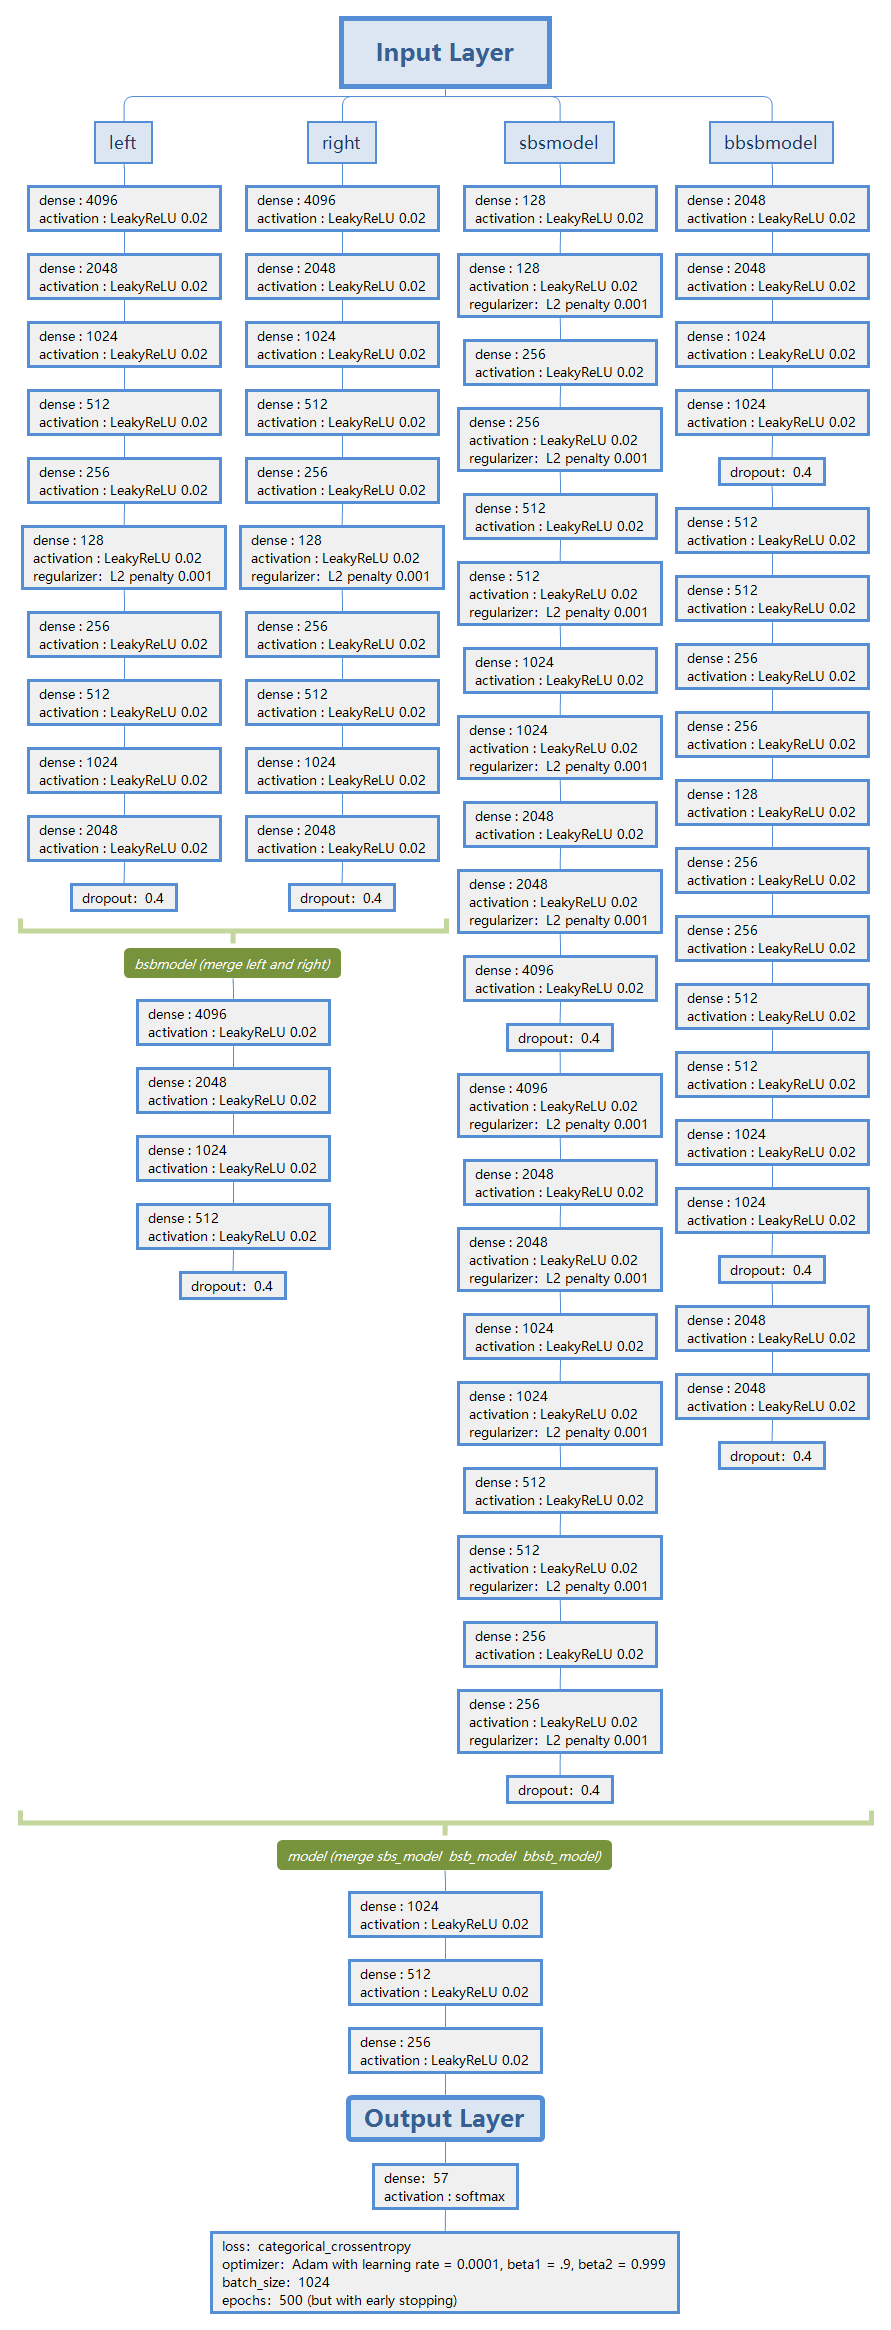 Input Layer
left
dense : 4096
activation : LeakyReLU 0.02
dense : 2048
activation : LeakyReLU 0.02
dense : 1024
activation : LeakyReLU 0.02
dense : 512
activation : LeakyReLU 0.02
dense : 256
activation : LeakyReLU 0.02
dense : 128
activation : LeakyReLU 0.02
regularizer: L2 penalty 0.001
dense : 256
activation : LeakyReLU 0.02
dense : 512
activation : LeakyReLU 0.02
dense : 1024
activation : LeakyReLU 0.02
dense : 2048
activation : LeakyReLU 0.02
dropout: 0.4
right
dense : 4096
activation : LeakyReLU 0.02
dense : 2048
activation : LeakyReLU 0.02
dense : 1024
activation : LeakyReLU 0.02
dense : 512
activation : LeakyReLU 0.02
dense : 256
activation : LeakyReLU 0.02
dense : 128
activation : LeakyReLU 0.02
regularizer: L2 penalty 0.001
dense : 256
activation : LeakyReLU 0.02
dense : 512
activation : LeakyReLU 0.02
dense : 1024
activation : LeakyReLU 0.02
dense : 2048
activation : LeakyReLU 0.02
dropout: 0.4
bsbmodel (merge left and right)
dense : 4096
activation : LeakyReLU 0.02
dense : 2048
activation : LeakyReLU 0.02
dense : 1024
activation : LeakyReLU 0.02
dense : 512
activation : LeakyReLU 0.02
dropout: 0.4
sbsmodel
dense : 128
activation : LeakyReLU 0.02
dense : 128
activation : LeakyReLU 0.02
regularizer: L2 penalty 0.001
dense : 256
activation : LeakyReLU 0.02
dense : 256
activation : LeakyReLU 0.02
regularizer: L2 penalty 0.001
dense : 512
activation : LeakyReLU 0.02
dense : 512
activation : LeakyReLU 0.02
regularizer: L2 penalty 0.001
dense : 1024
activation : LeakyReLU 0.02
dense : 1024
activation : LeakyReLU 0.02
regularizer: L2 penalty 0.001
dense : 2048
activation : LeakyReLU 0.02
dense : 2048
activation : LeakyReLU 0.02
regularizer: L2 penalty 0.001
dense : 4096
activation : LeakyReLU 0.02
dropout: 0.4
dense : 4096
activation : LeakyReLU 0.02
regularizer: L2 penalty 0.001
dense : 2048
activation : LeakyReLU 0.02
dense : 2048
activation : LeakyReLU 0.02
regularizer: L2 penalty 0.001
dense : 1024
activation : LeakyReLU 0.02
dense : 1024
activation : LeakyReLU 0.02
regularizer: L2 penalty 0.001
dense : 512
activation : LeakyReLU 0.02
dense : 512
activation : LeakyReLU 0.02
regularizer: L2 penalty 0.001
dense : 256
activation : LeakyReLU 0.02
dense : 256
activation : LeakyReLU 0.02
regularizer: L2 penalty 0.001
dropout: 0.4
bbsbmodel
dense : 2048
activation : LeakyReLU 0.02
dense : 2048
activation : LeakyReLU 0.02
dense : 1024
activation : LeakyReLU 0.02
dense : 1024
activation : LeakyReLU 0.02
dropout: 0.4
dense : 512
activation : LeakyReLU 0.02
dense : 512
activation : LeakyReLU 0.02
dense : 256
activation : LeakyReLU 0.02
dense : 256
activation : LeakyReLU 0.02
dense : 128
activation : LeakyReLU 0.02
dense : 256
activation : LeakyReLU 0.02
dense : 256
activation : LeakyReLU 0.02
dense : 512
activation : LeakyReLU 0.02
dense : 512
activation : LeakyReLU 0.02
dense : 1024
activation : LeakyReLU 0.02
dense : 1024
activation : LeakyReLU 0.02
dropout: 0.4
dense : 2048
activation : LeakyReLU 0.02
dense : 2048
activation : LeakyReLU 0.02
dropout: 0.4
model (merge sbs_model bsb_model bbsb_model)
dense : 1024
activation : LeakyReLU 0.02
dense : 512
activation : LeakyReLU 0.02
dense : 256
activation : LeakyReLU 0.02
Output Layer
dense: 57
activation : softmax
loss: categorical_crossentropy
optimizer: Adam with learning rate = 0.0001, beta1 = .9, beta2 = 0.999
batch_size: 1024
epochs: 500 (but with early stopping)